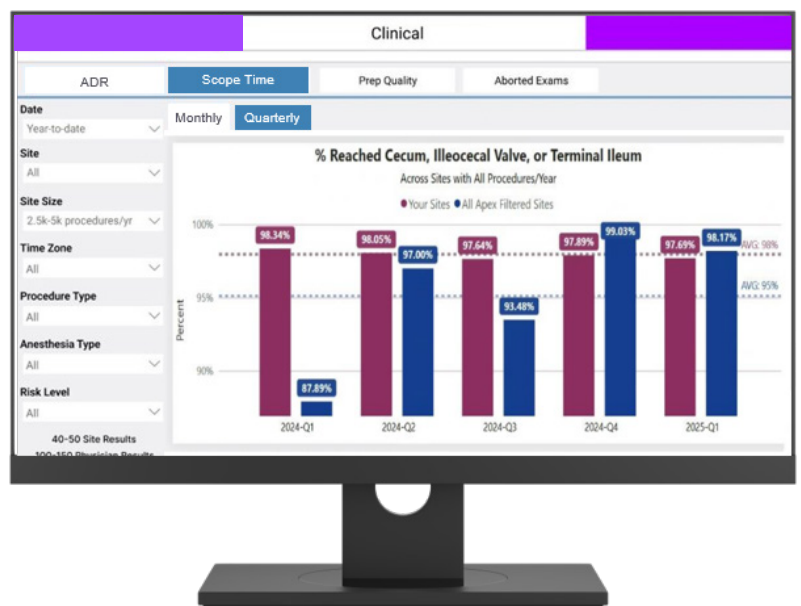 Clinical
ADR
Scope Time
Prep Quality
Aborted Exams
Date
Year-to-date
Site
All
Site Size
2.5k-5k procedures/yr
Time Zone
All
Procedure Type
All
Anesthesia Type
All
Risk Level
All
40-50 Site Results
100-150 Physician Results
Monthly
Quarterly
% Reached Cecum, Illeocecal Valve, or Terminal Ileum
Across Sites with All Procedures/Year
Your Sites All Apex Filtered Sites
Percent
100%
95%
90%
98.34%
87.89%
98.05%
97.00%
97.64%
93.48%
97.89%
99.03%
97.69%
98.17%
AVG: 98%
AVG: 95%
2024-Q1
2024-Q2
2024-Q3
2024-Q4
2025-Q1